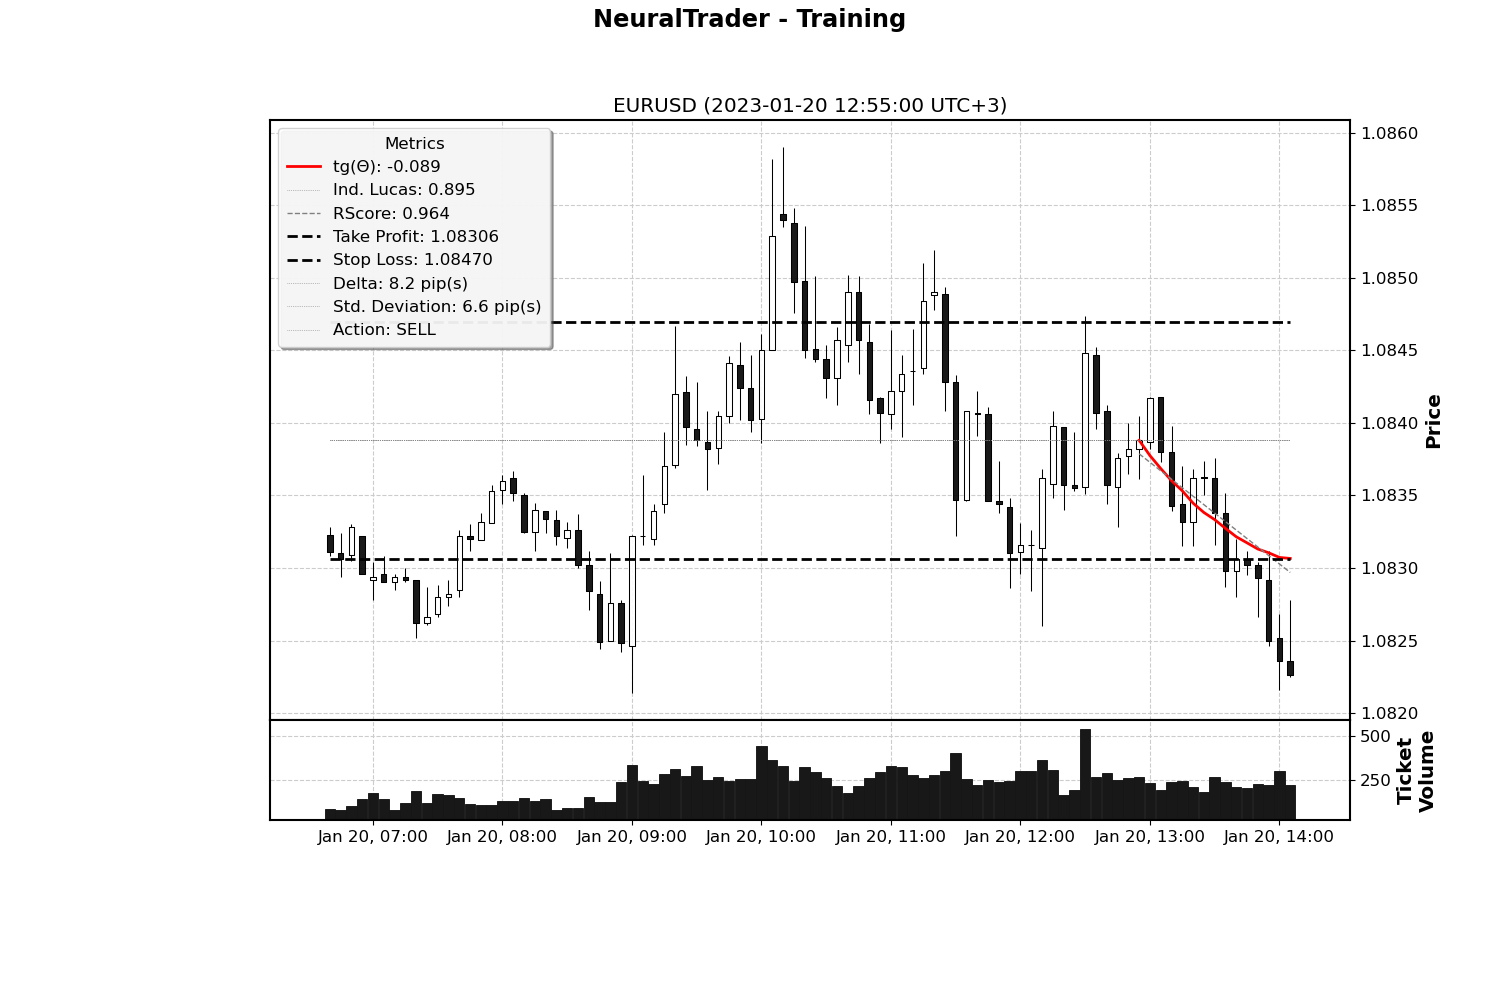 NeuralTrader - Training
EURUSD (2023-01-20 12:55:00 UTC+3)
Metrics
tg(Θ): -0.089
Ind. Lucas: 0.895
RScore: 0.964
Take Profit: 1.08306
Stop Loss: 1.08470
Delta: 8.2 pip(s)
Std. Deviation: 6.6 pip(s)
Action: SELL
1.0860
1.0855
1.0850
1.0845
1.0840
1.0835
1.0830
1.0825
1.0820
Price
500
250
Ticket
Volume
Jan 20, 07:00
Jan 20, 08:00
Jan 20, 09:00
Jan 20, 10:00
Jan 20, 11:00
Jan 20, 12:00
Jan 20, 13:00
Jan 20, 14:00